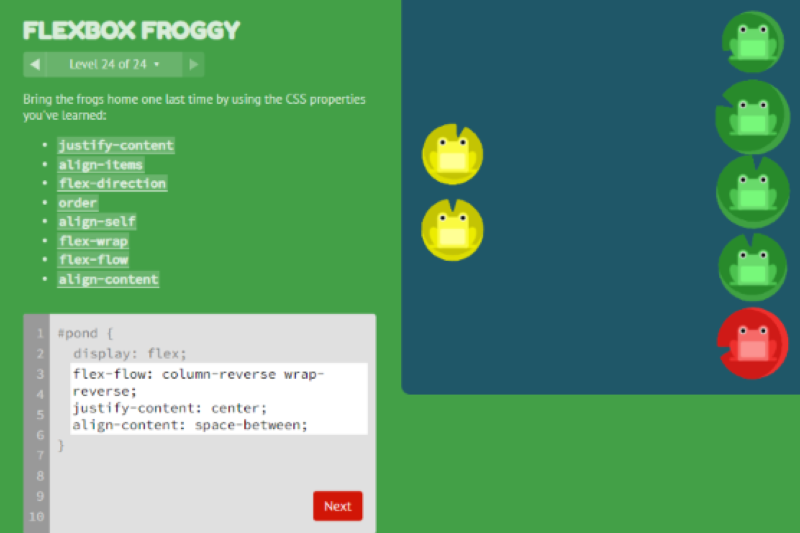 FLEXBOX FROGGY
◀ Level 24 of 24 ▾ ▶
Bring the frogs home one last time by using the CSS properties
you've learned:
• justify-content
• align-items
• flex-direction
• order
• align-self
• flex-wrap
• flex-flow
• align-content
1 #pond {
2 display: flex;
3 flex-flow: column-reverse wrap-
4 reverse;
5 justify-content: center;
6 align-content: space-between;
7 }
8
9
10
Next